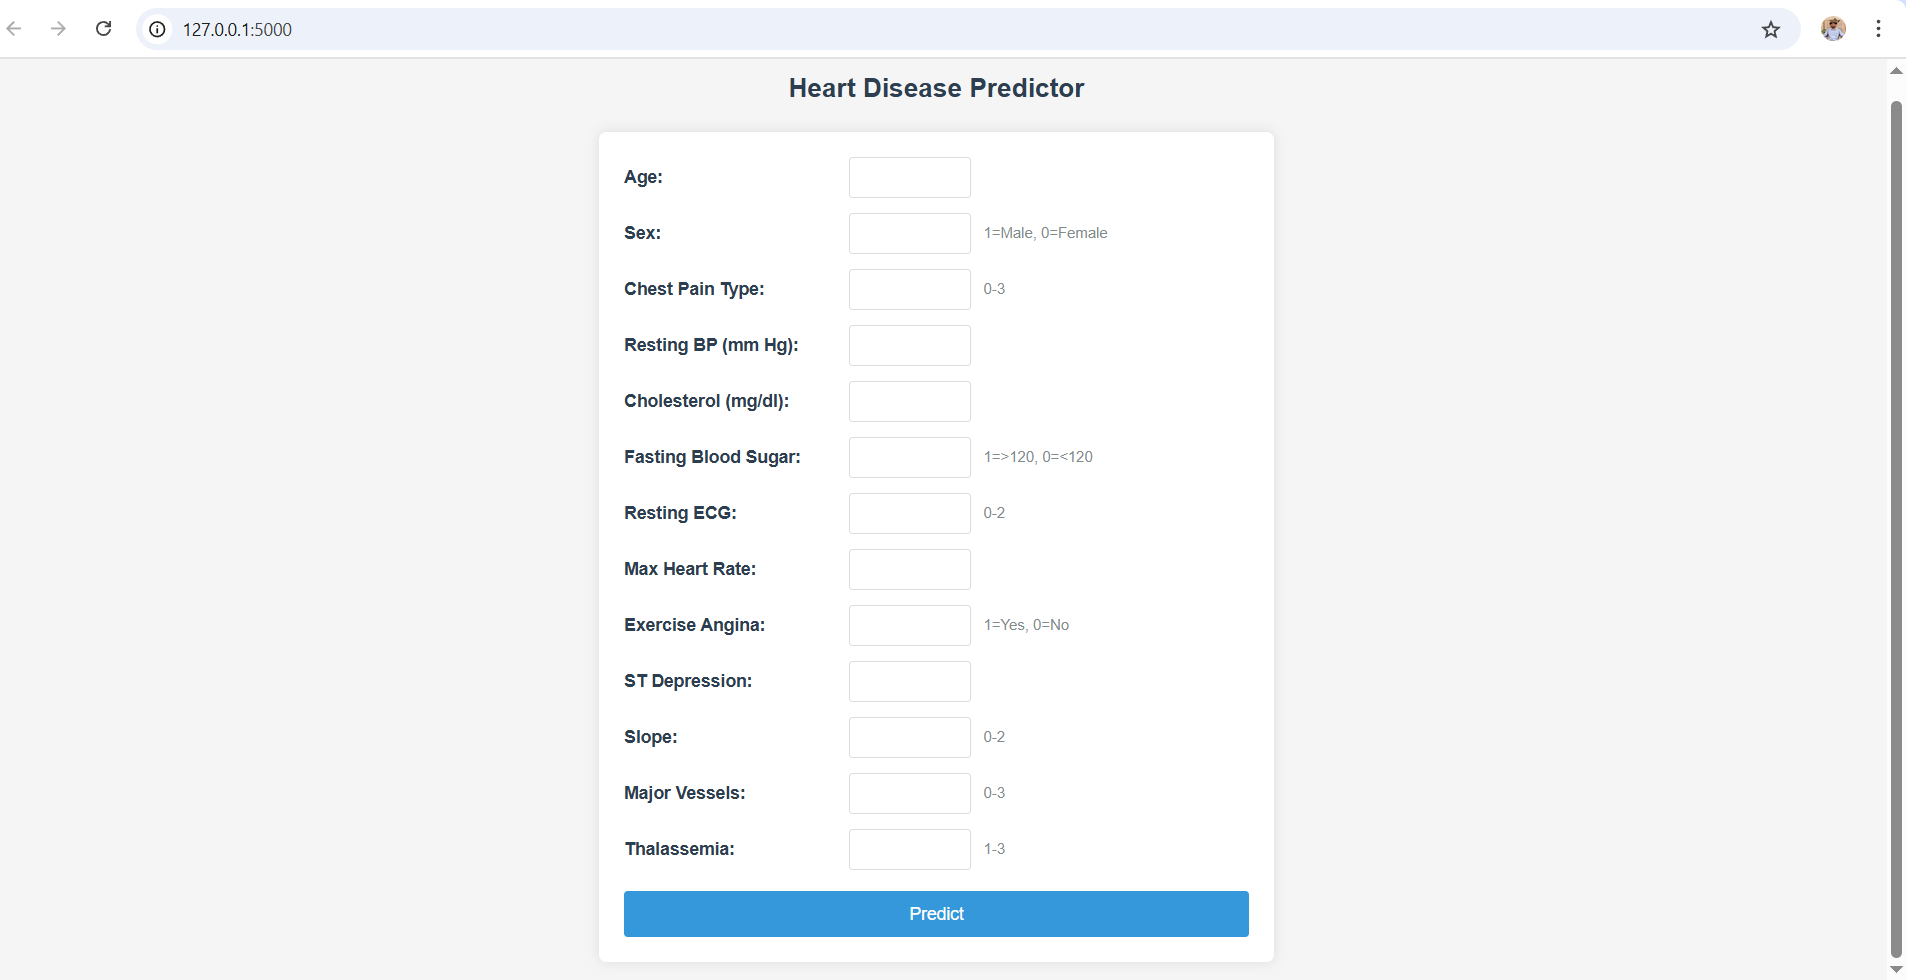 127.0.0.1:5000
Heart Disease Predictor
Age:
Sex: 1=Male, 0=Female
Chest Pain Type: 0-3
Resting BP (mm Hg):
Cholesterol (mg/dl):
Fasting Blood Sugar: 1=>120, 0=<120
Resting ECG: 0-2
Max Heart Rate:
Exercise Angina: 1=Yes, 0=No
ST Depression:
Slope: 0-2
Major Vessels: 0-3
Thalassemia: 1-3
Predict